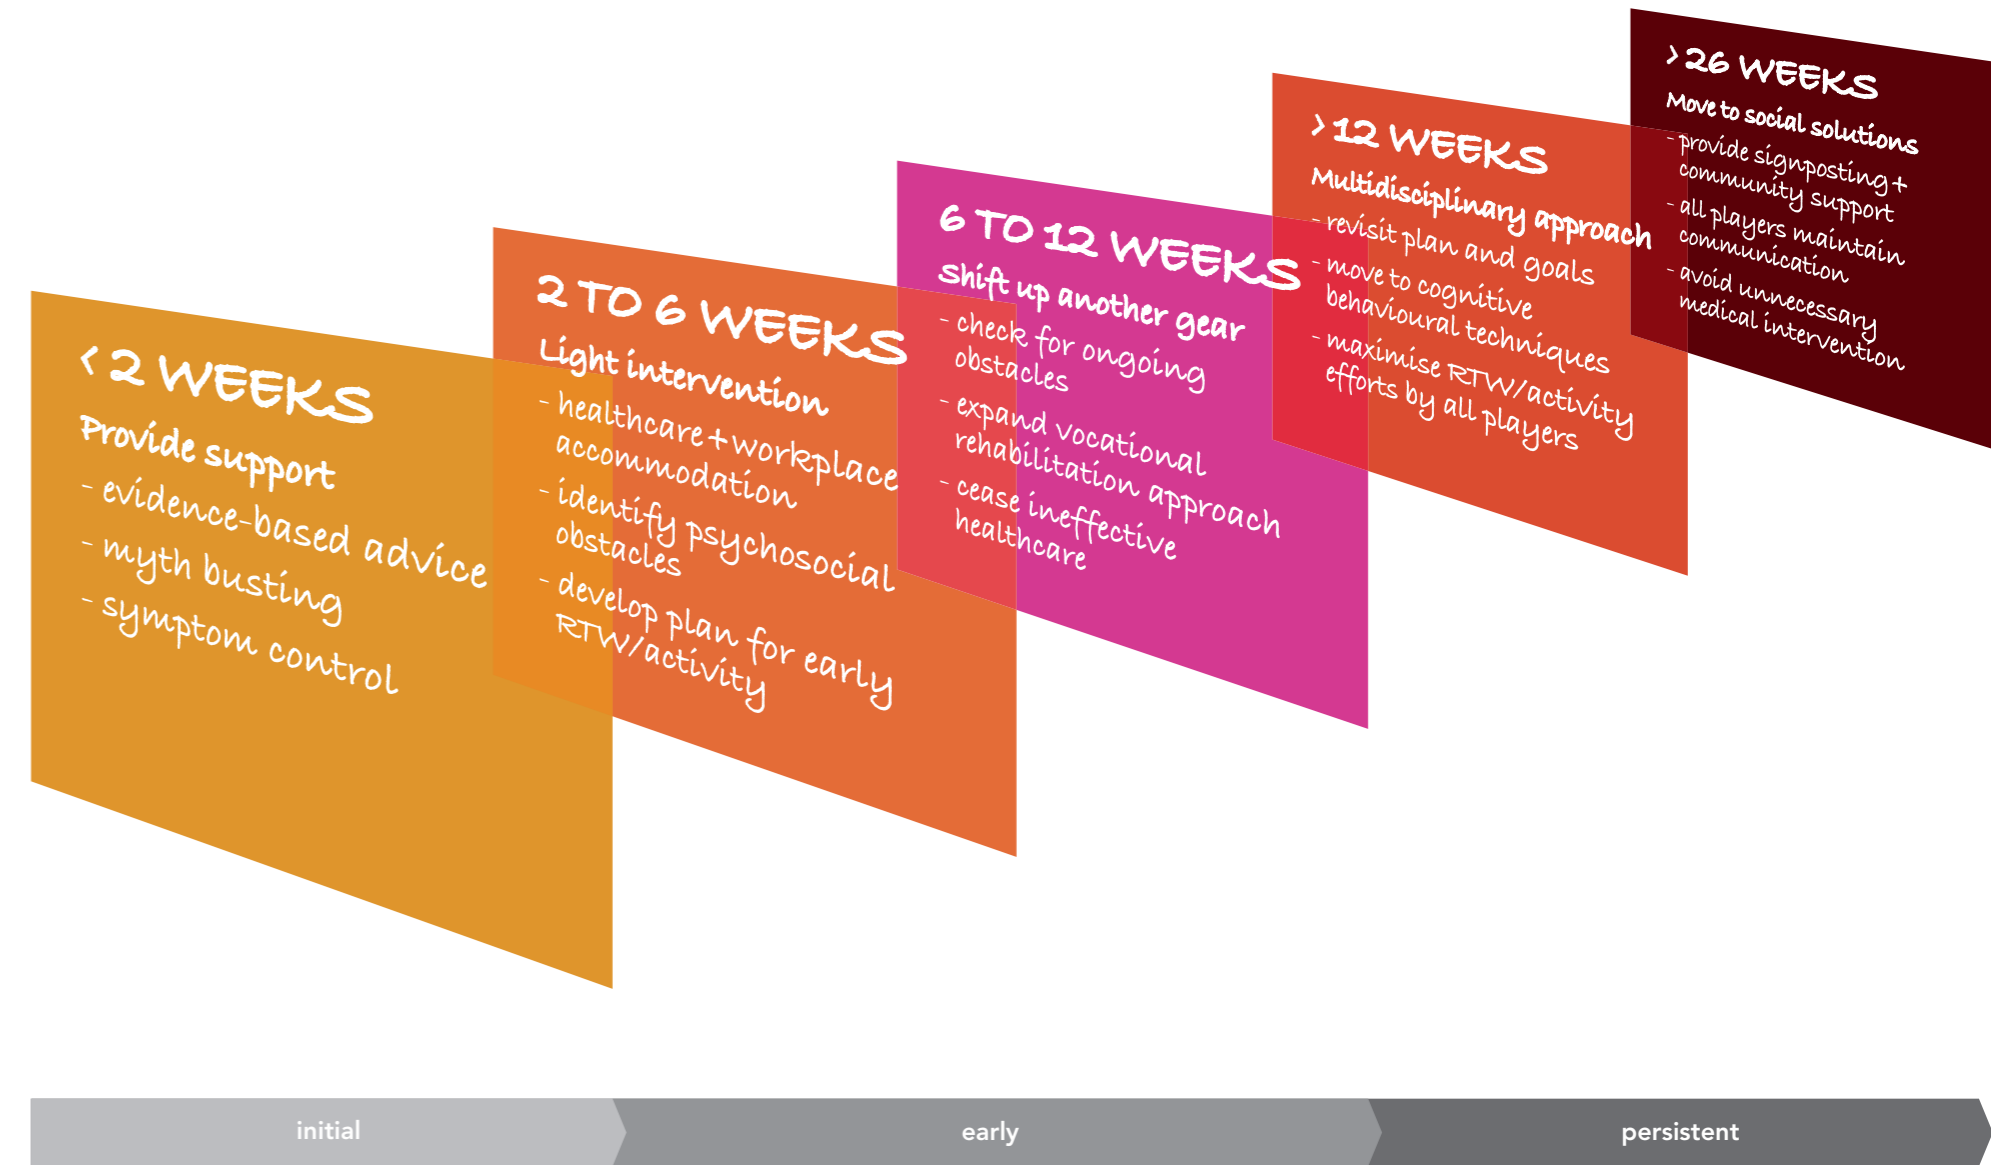 < 2 WEEKS
Provide support
- evidence-based advice
- myth busting
- symptom control
2 TO 6 WEEKS
Light intervention
- healthcare+workplace
accommodation
- identify psychosocial
obstacles
- develop plan for early
RTW/activity
6 TO 12 WEEKS
Shift up another gear
- check for ongoing
obstacles
- expand vocational
rehabilitation approach
- cease ineffective
healthcare
> 12 WEEKS
Multidisciplinary approach
- revisit plan and goals
- move to cognitive
behavioural techniques
- maximise RTW/activity
efforts by all players
> 26 WEEKS
Move to social solutions
- provide signposting+
community support
- all players maintain
communication
- avoid unnecessary
medical intervention
initial
early
persistent